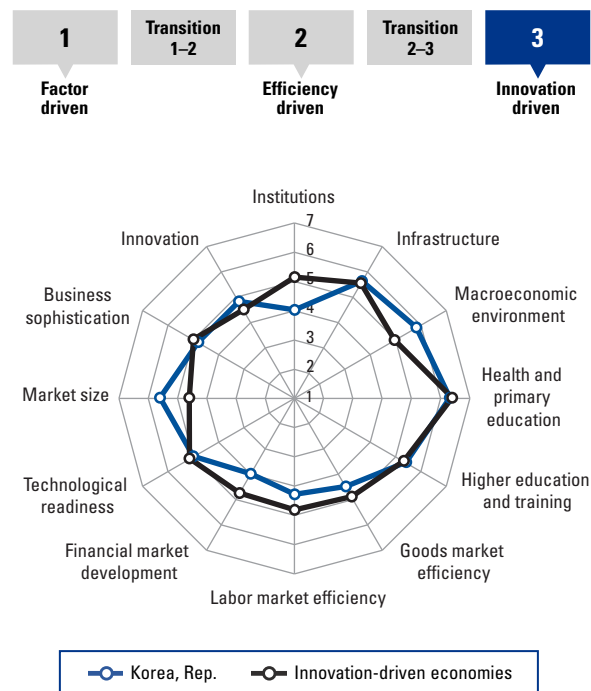 1
Transition
1–2
2
Transition
2–3
3
Factor
driven
Efficiency
driven
Innovation
driven
Institutions
7
6
5
4
3
2
1
Innovation
Infrastructure
Business
sophistication
Macroeconomic
environment
Market size
Health and
primary
education
Technological
readiness
Higher education
and training
Financial market
development
Goods market
efficiency
Labor market efficiency
Korea, Rep.
Innovation-driven economies